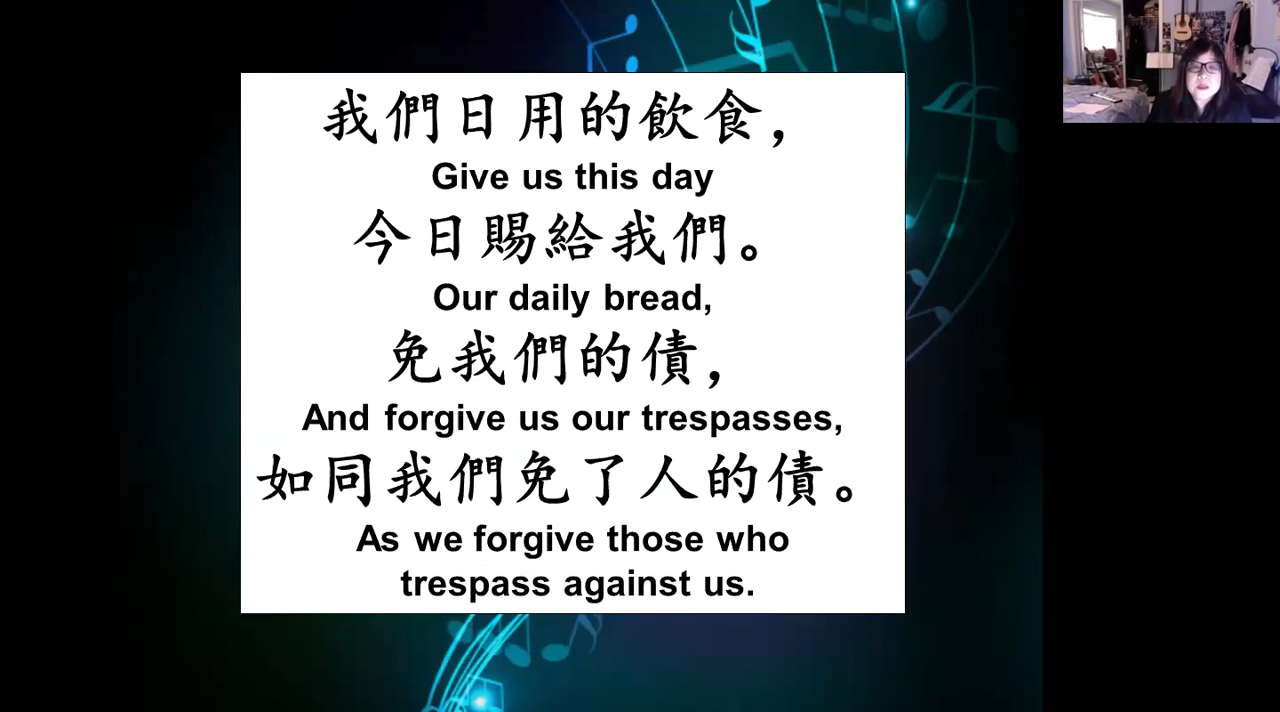 我們日用的飲食，
Give us this day
今日賜給我們。
Our daily bread,
免我們的債，
And forgive us our trespasses,
如同我們免了人的債。
As we forgive those who
trespass against us.